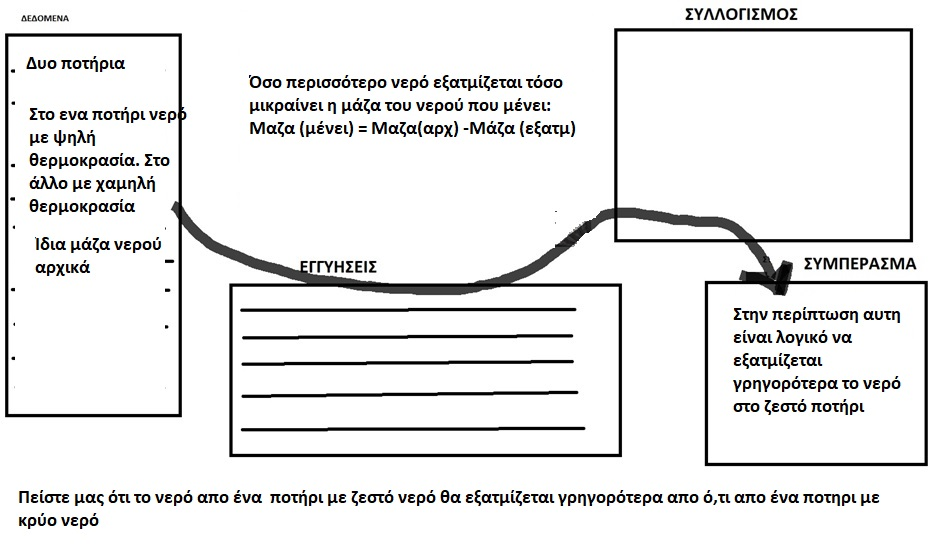 ΔΕΔΟΜΕΝΑ
Δυο ποτήρια
Στο ενα ποτήρι νερό
με ψηλή
θερμοκρασία. Στο
άλλο με χαμηλή
θερμοκρασία
Ίδια μάζα νερού
αρχικά
Όσο περισσότερο νερό εξατμίζεται τόσο
μικραίνει η μάζα του νερού που μένει:
Μαζα (μένει) = Μαζα(αρχ) -Μάζα (εξατμ)
ΣΥΛΛΟΓΙΣΜΟΣ
ΕΓΓΥΗΣΕΙΣ
ΣΥΜΠΕΡΑΣΜΑ
Στην περίπτωση αυτη
είναι λογικό να
εξατμίζεται
γρηγορότερα το νερό
στο ζεστό ποτήρι
Πείστε μας ότι το νερό απο ένα  ποτήρι με ζεστό νερό θα εξατμίζεται γρηγορότερα απο ό,τι απο ένα ποτηρι με
κρύο νερό